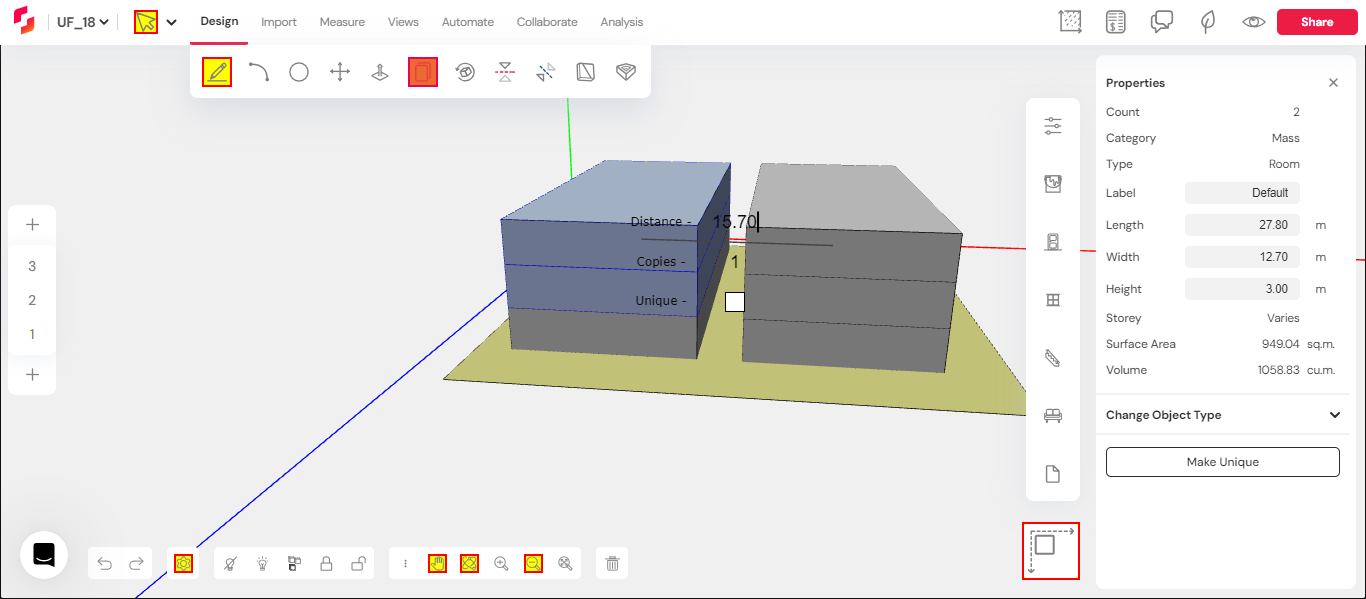 UF_18
Design
Import
Measure
Views
Automate
Collaborate
Analysis
Share
Properties
Count 2
Category Mass
Type Room
Label Default
Length 27.80 m
Width 12.70 m
Height 3.00 m
Storey Varies
Surface Area 949.04 sq.m.
Volume 1058.83 cu.m.
Change Object Type
Make Unique
Distance - 15.70
Copies - 1
Unique -
3
2
1